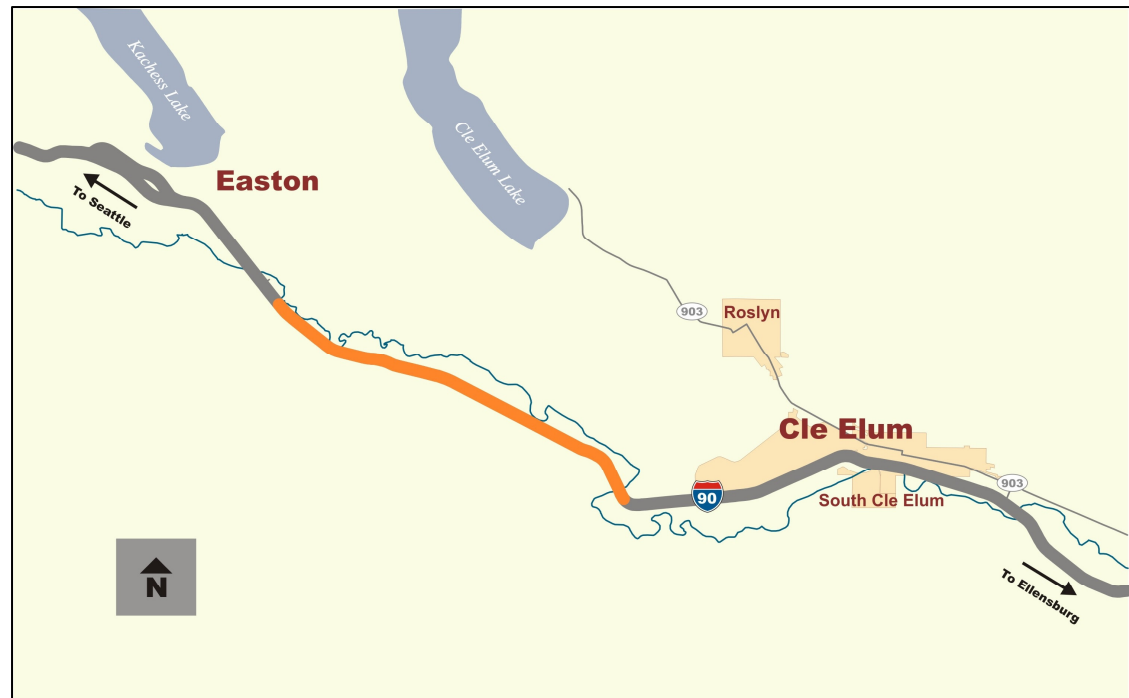 Kachess Lake
Cle Elum Lake
Easton
To Seattle
903
Roslyn
Cle Elum
90
South Cle Elum
903
N
To Ellensburg